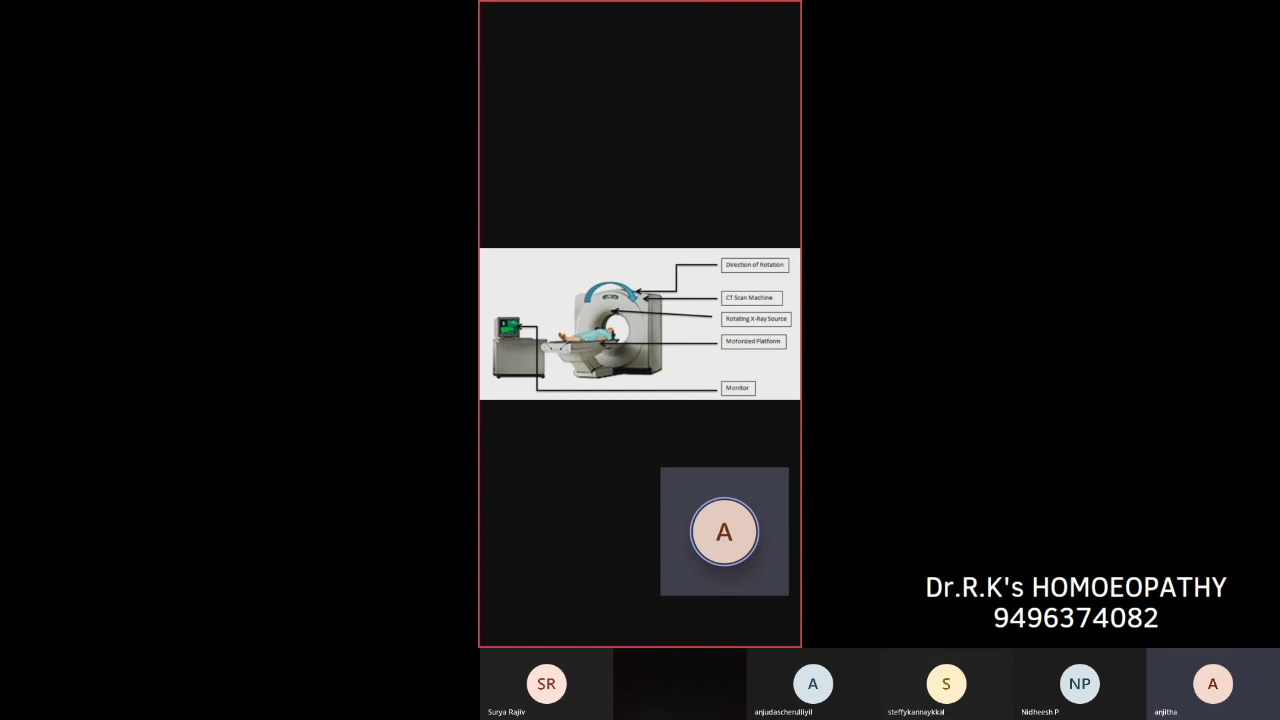 Direction of Rotation
CT Scan Machine
Rotating X-Ray Source
Motorized Platform
Monitor
A
Dr.R.K's HOMOEOPATHY
9496374082
SR
A
S
NP
A
Surya Rajiv
anjudascherulliyil
steffykannaykkal
Nidheesh P
anjitha